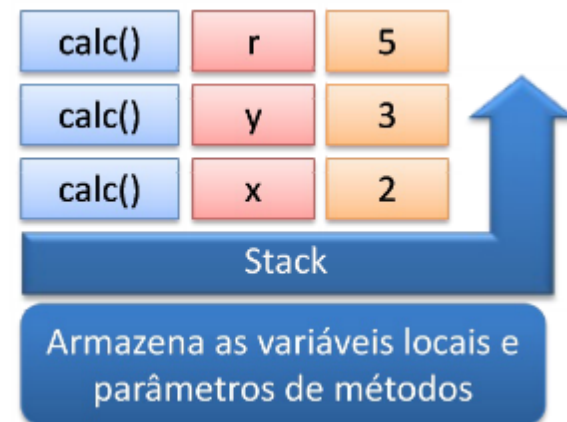 calc() r 5
calc() y 3
calc() x 2
Stack
Armazena as variáveis locais e
parâmetros de métodos